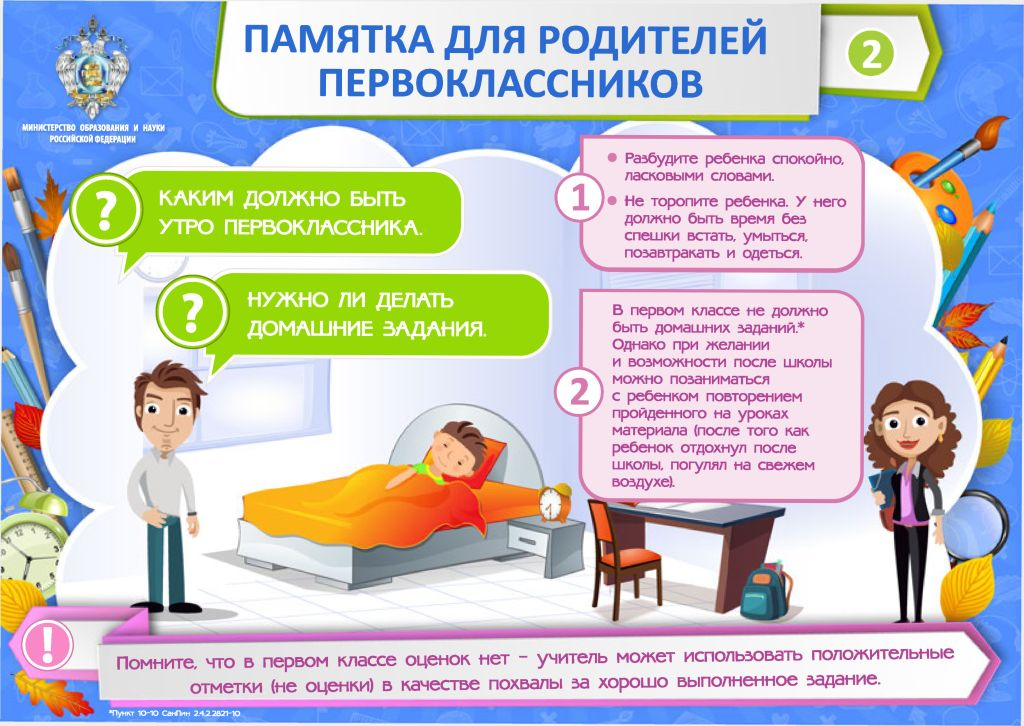 ПАМЯТКА ДЛЯ РОДИТЕЛЕЙ
ПЕРВОКЛАССНИКОВ
2
МИНИСТЕРСТВО ОБРАЗОВАНИЯ И НАУКИ
РОССИЙСКОЙ ФЕДЕРАЦИИ
?
КАКИМ ДОЛЖНО БЫТЬ
УТРО ПЕРВОКЛАССНИКА.
1
Разбудите ребенка спокойно,
ласковыми словами.
Не торопите ребенка. У него
должно быть время без
спешки встать, умыться,
позавтракать и одеться.
?
НУЖНО ЛИ ДЕЛАТЬ
ДОМАШНИЕ ЗАДАНИЯ.
2
В первом классе не должно
быть домашних заданий.*
Однако при желании
и возможности после школы
можно позаниматься
с ребенком повторением
пройденного на уроках
материала (после того как
ребенок отдохнул после
школы, погулял на свежем
воздухе).
!
Помните, что в первом классе оценок нет – учитель может использовать положительные
отметки (не оценки) в качестве похвалы за хорошо выполненное задание.
*Пункт 10-10 СанПин 2.4.2.2821-10